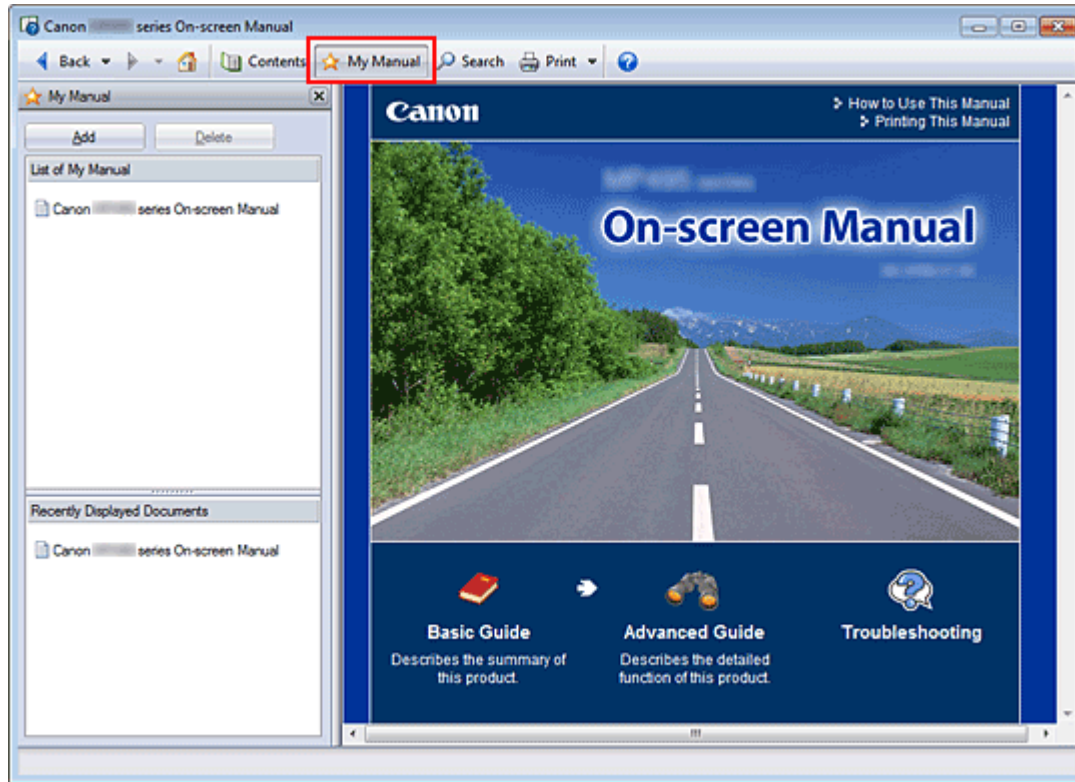 Canon series On-screen Manual
Back Contents My Manual Search Print
My Manual
Add Delete
List of My Manual
Canon series On-screen Manual
Recently Displayed Documents
Canon series On-screen Manual
Canon
How to Use This Manual
Printing This Manual
series
On-screen Manual
Basic Guide
Describes the summary of
this product.
Advanced Guide
Describes the detailed
function of this product.
Troubleshooting